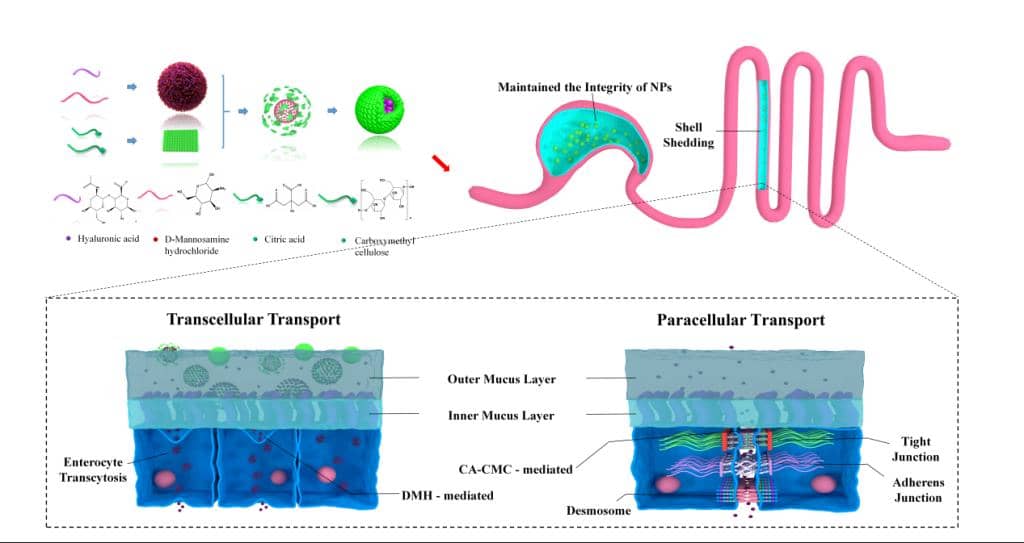 Maintained the Integrity of NPs
Shell
Shedding
Hyaluronic acid
D-Mannosamine
hydrochloride
Citric acid
Carboxymethyl
cellulose
Transcellular Transport
Paracellular Transport
Outer Mucus Layer
Inner Mucus Layer
Enterocyte
Transcytosis
CA-CMC - mediated
DMH - mediated
Desmosome
Tight
Junction
Adherens
Junction